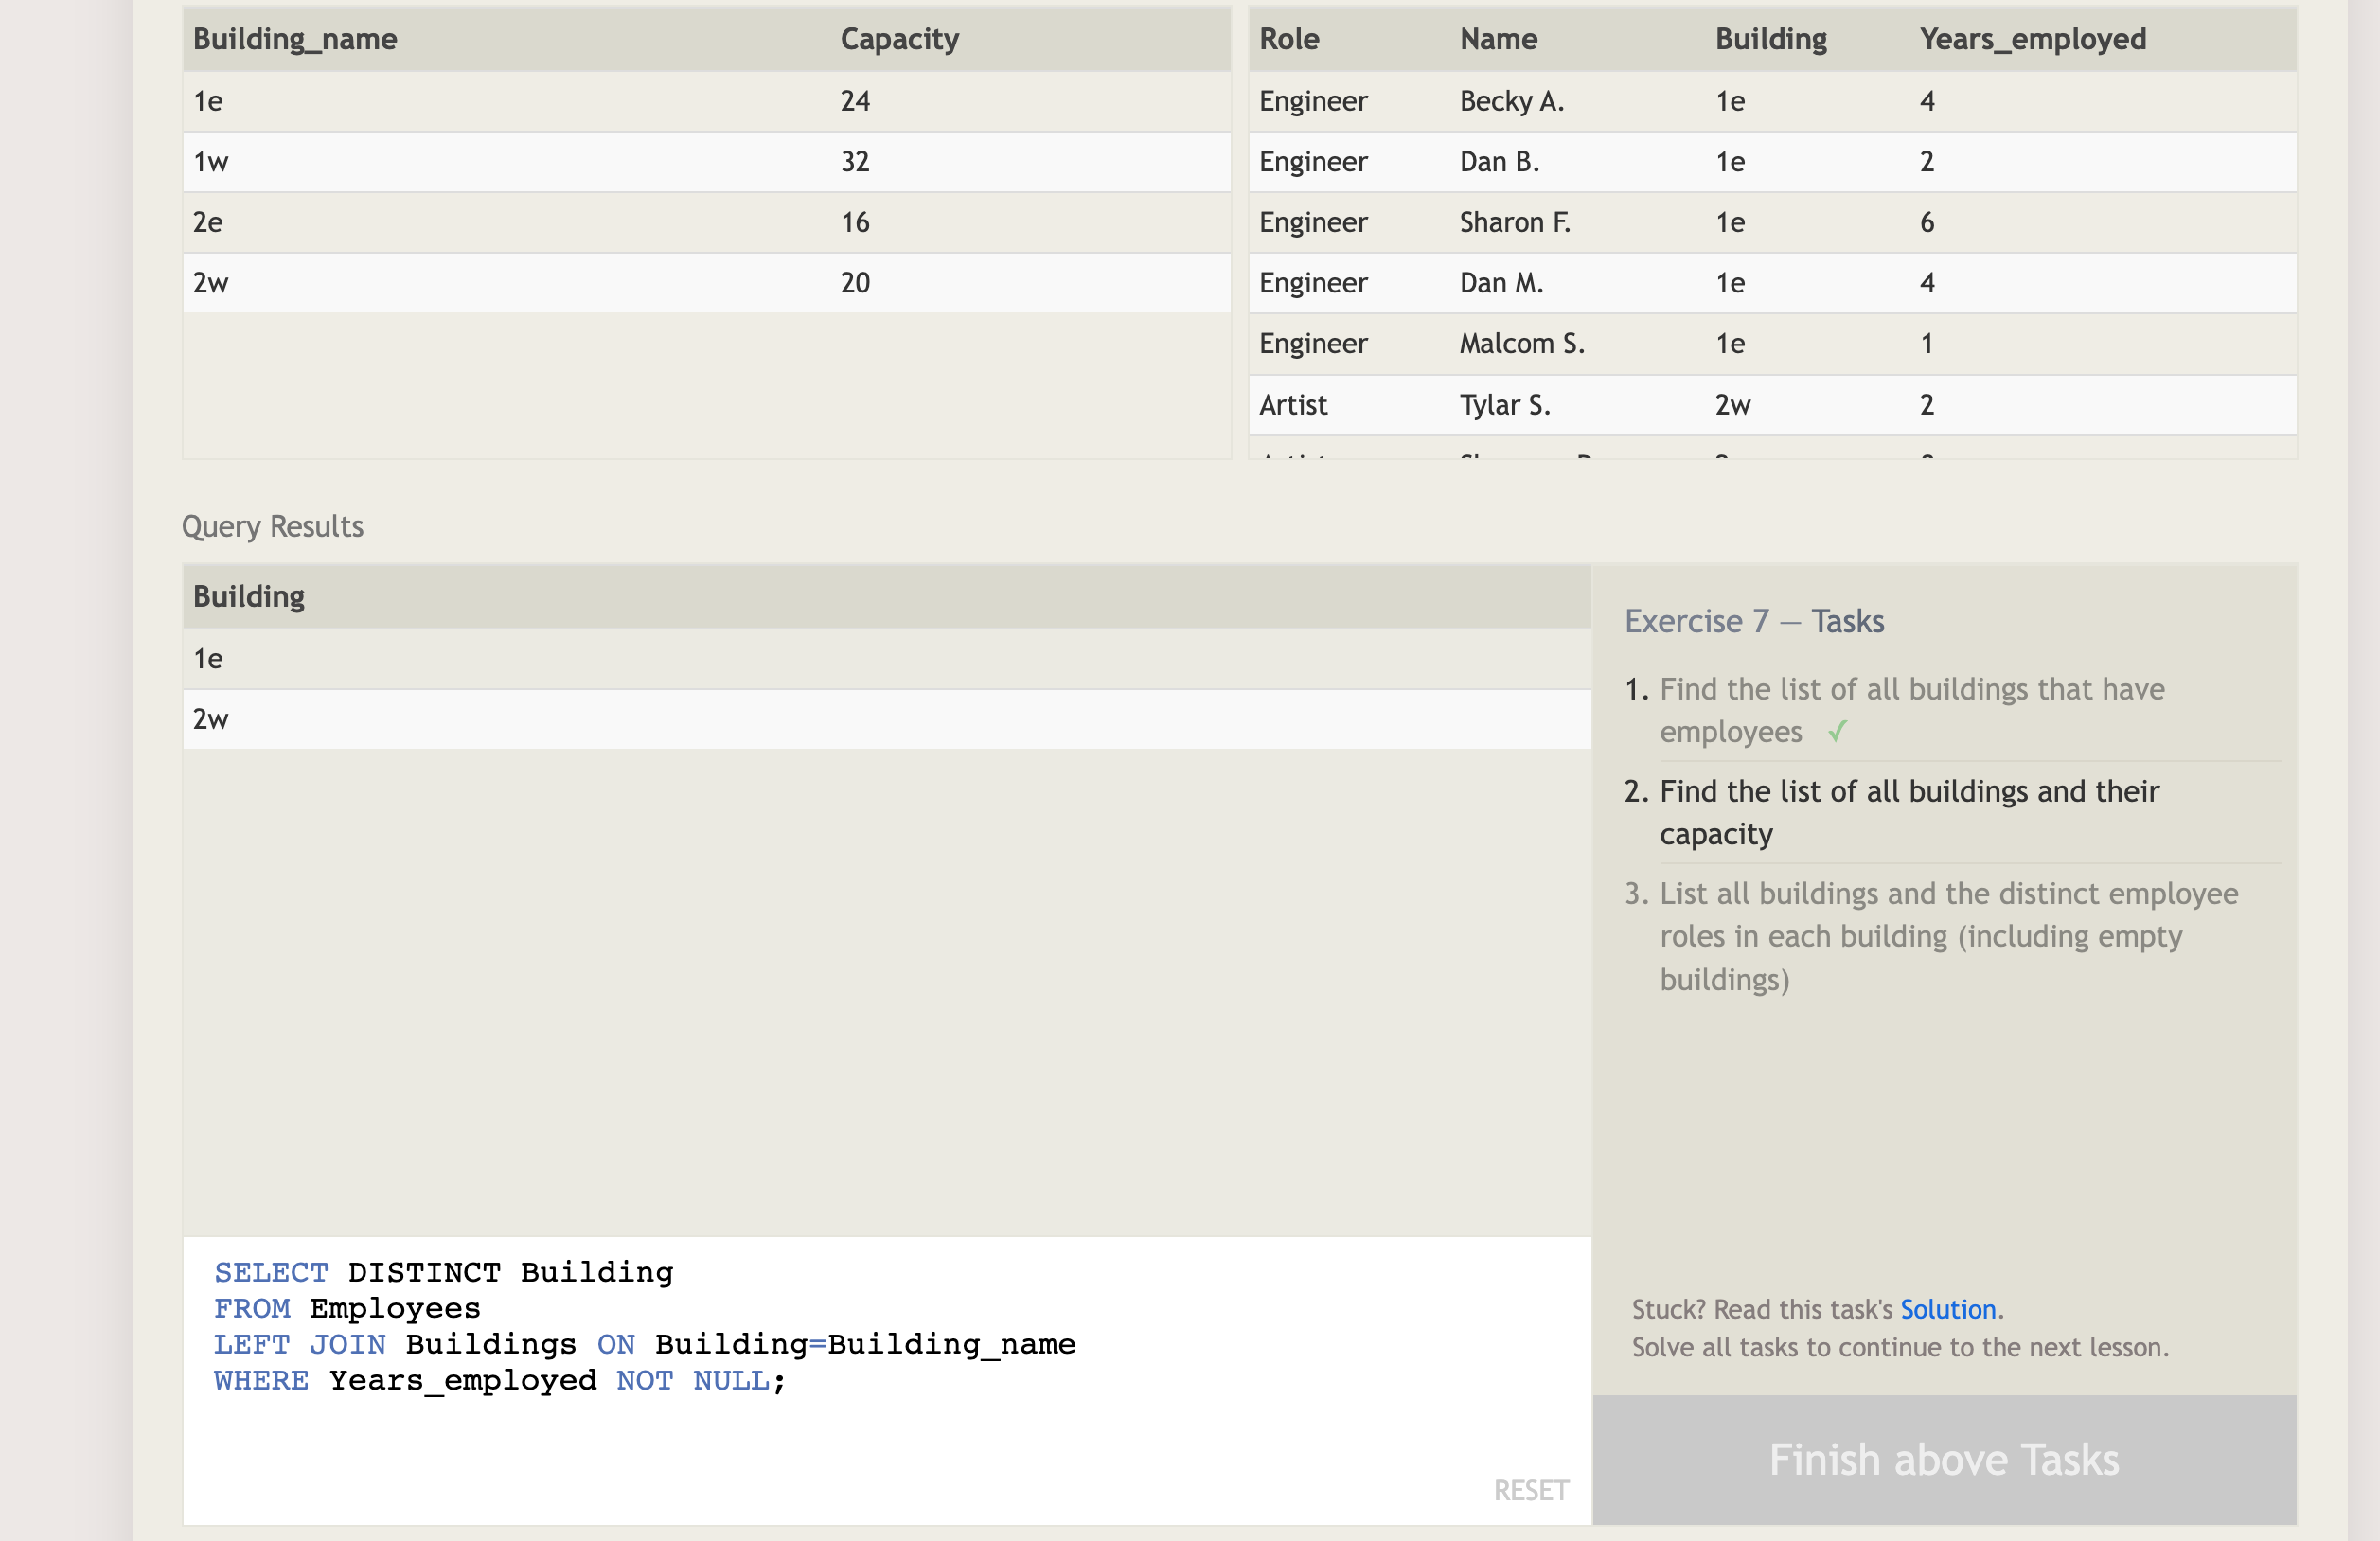 Building_name Capacity
1e 24
1w 32
2e 16
2w 20
Role Name Building Years_employed
Engineer Becky A. 1e 4
Engineer Dan B. 1e 2
Engineer Sharon F. 1e 6
Engineer Dan M. 1e 4
Engineer Malcom S. 1e 1
Artist Tylar S. 2w 2
Query Results
Building
1e
2w
SELECT DISTINCT Building
FROM Employees
LEFT JOIN Buildings ON Building=Building_name
WHERE Years_employed NOT NULL;
RESET
Exercise 7 — Tasks
1. Find the list of all buildings that have
employees ✓
2. Find the list of all buildings and their
capacity
3. List all buildings and the distinct employee
roles in each building (including empty
buildings)
Stuck? Read this task's Solution.
Solve all tasks to continue to the next lesson.
Finish above Tasks